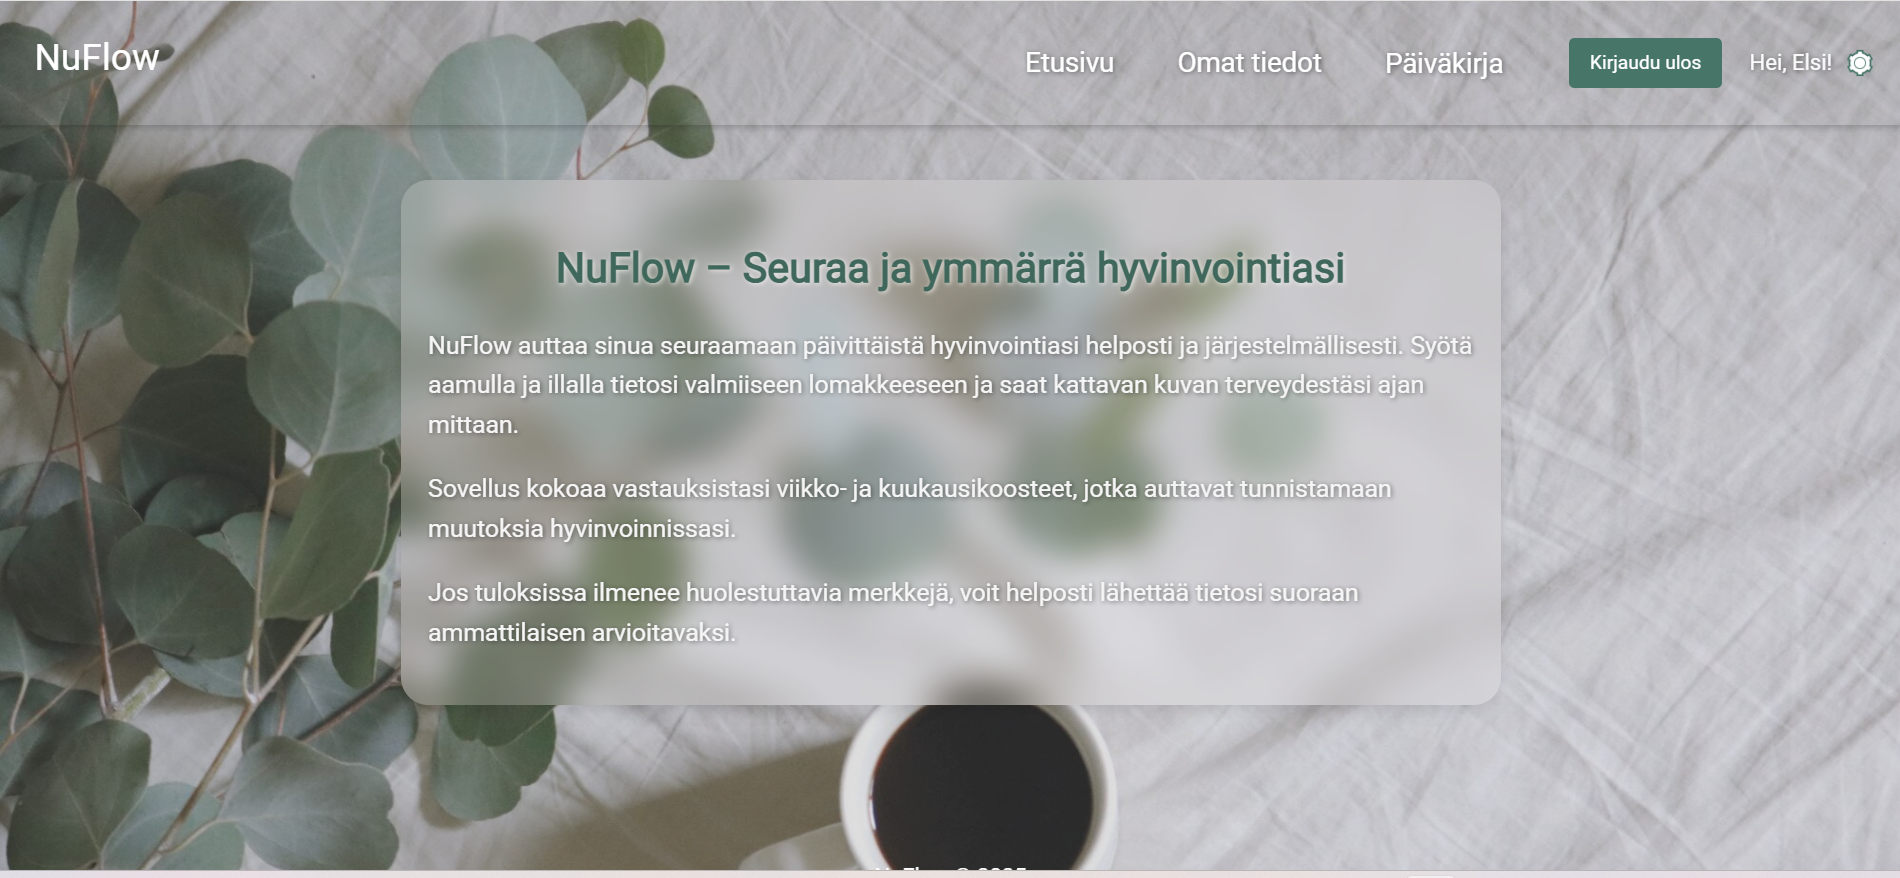 NuFlow
Etusivu
Omat tiedot
Päiväkirja
Kirjaudu ulos
Hei, Elsi!
NuFlow – Seuraa ja ymmärrä hyvinvointiasi
NuFlow auttaa sinua seuraamaan päivittäistä hyvinvointiasi helposti ja järjestelmällisesti. Syötä
aamulla ja illalla tietosi valmiiseen lomakkeeseen ja saat kattavan kuvan terveydestäsi ajan
mittaan.
Sovellus kokoaa vastauksistasi viikko- ja kuukausikoosteet, jotka auttavat tunnistamaan
muutoksia hyvinvoinnissasi.
Jos tuloksissa ilmenee huolestuttavia merkkejä, voit helposti lähettää tietosi suoraan
ammattilaisen arvioitavaksi.